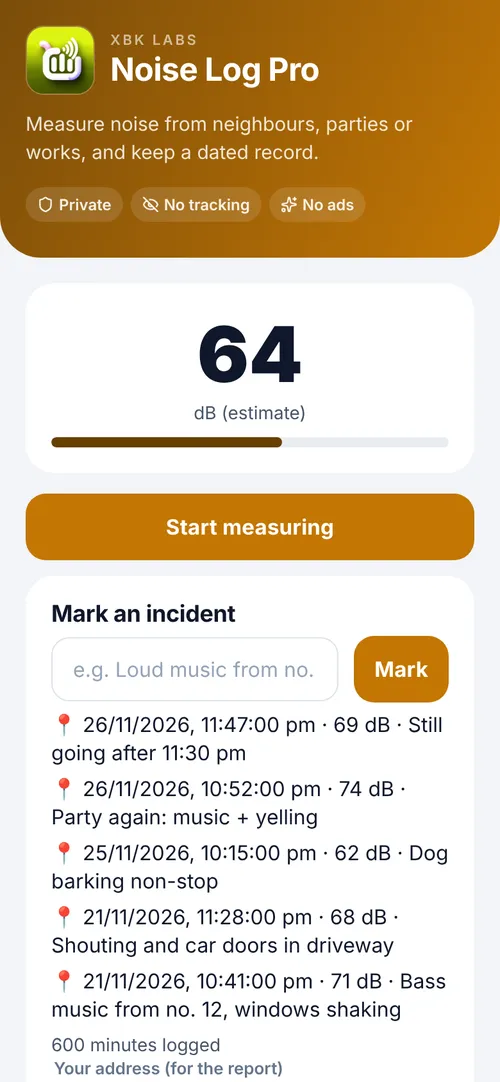 XBK LABS
Noise Log Pro
Measure noise from neighbours, parties or
works, and keep a dated record.
Private
No tracking
No ads
64
dB (estimate)
Start measuring
Mark an incident
e.g. Loud music from no.
Mark
📍 26/11/2026, 11:47:00 pm · 69 dB · Still
going after 11:30 pm
📍 26/11/2026, 10:52:00 pm · 74 dB ·
Party again: music + yelling
📍 25/11/2026, 10:15:00 pm · 62 dB · Dog
barking non-stop
📍 21/11/2026, 11:28:00 pm · 68 dB ·
Shouting and car doors in driveway
📍 21/11/2026, 10:41:00 pm · 71 dB · Bass
music from no. 12, windows shaking
600 minutes logged
Your address (for the report)